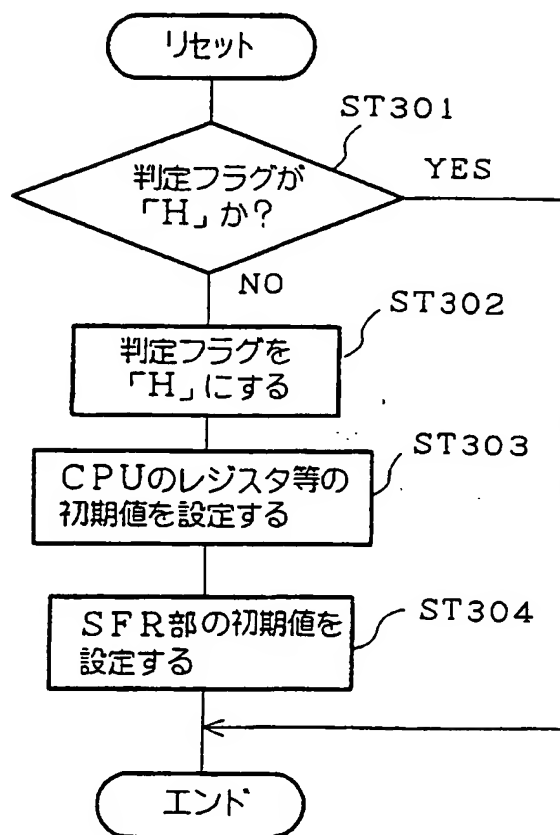 リセット
ST301
判定フラグが
「H」か?
YES
NO
ST302
判定フラグを
「H」にする
ST303
CPUのレジスタ等の
初期値を設定する
ST304
SFR部の初期値を
設定する
エンド